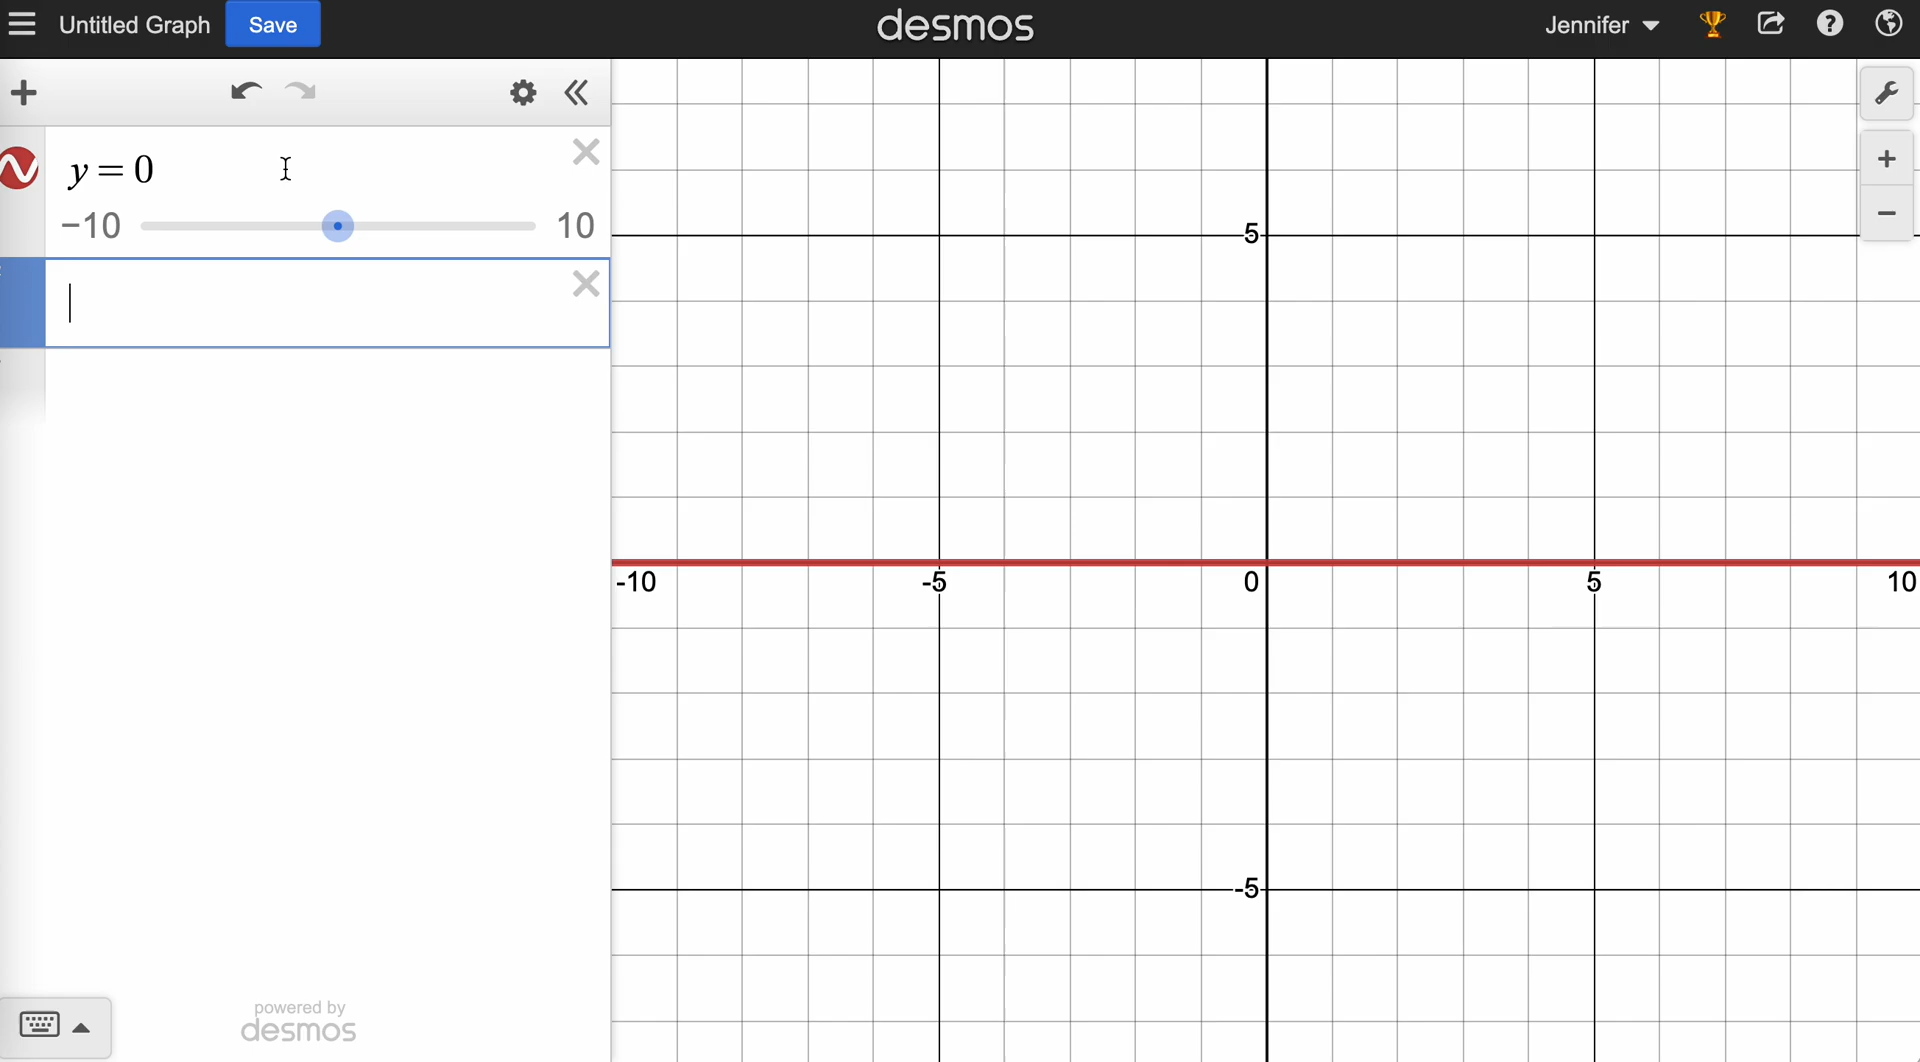 Untitled Graph Save desmos Jennifer
y = 0
−10 10
5
-10 -5 0 5 10
-5
powered by
desmos